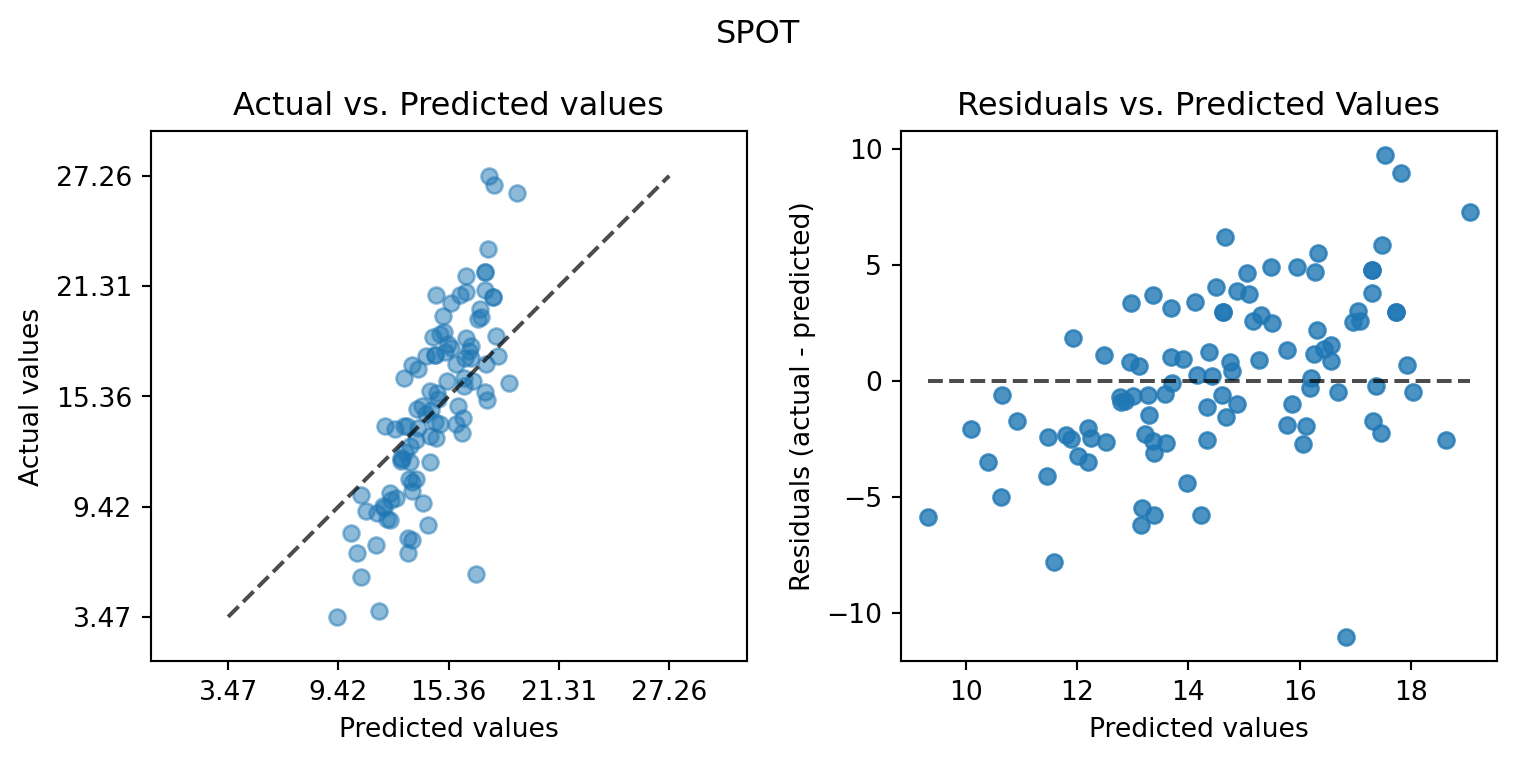 SPOT
Actual vs. Predicted values
27.26
21.31
15.36
9.42
3.47
Actual values
3.47 9.42 15.36 21.31 27.26
Predicted values
Residuals vs. Predicted Values
10
5
0
−5
−10
Residuals (actual - predicted)
10 12 14 16 18
Predicted values